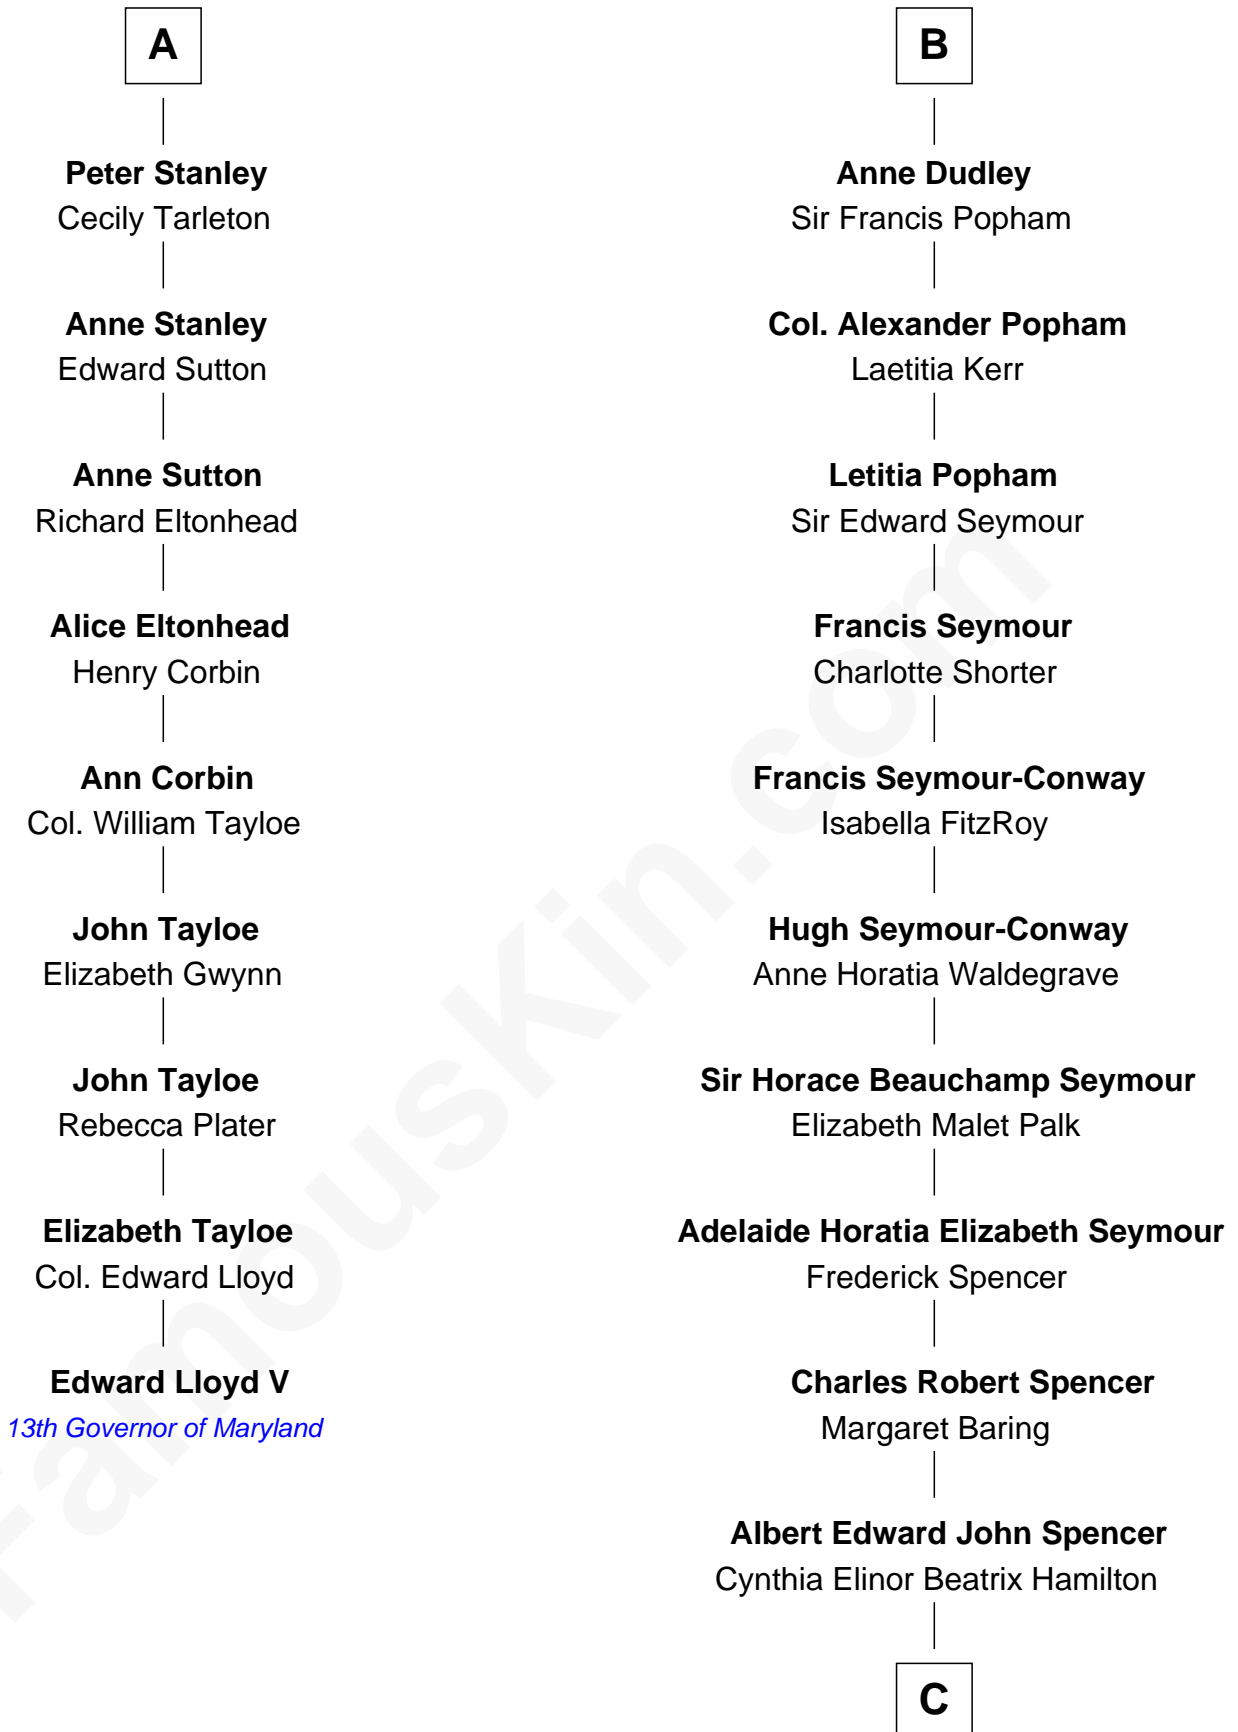 A
Peter Stanley
Cecily Tarleton
Anne Stanley
Edward Sutton
Anne Sutton
Richard Eltonhead
Alice Eltonhead
Henry Corbin
Ann Corbin
Col. William Tayloe
John Tayloe
Elizabeth Gwynn
John Tayloe
Rebecca Plater
Elizabeth Tayloe
Col. Edward Lloyd
Edward Lloyd V
13th Governor of Maryland
B
Anne Dudley
Sir Francis Popham
Col. Alexander Popham
Laetitia Kerr
Letitia Popham
Sir Edward Seymour
Francis Seymour
Charlotte Shorter
Francis Seymour-Conway
Isabella FitzRoy
Hugh Seymour-Conway
Anne Horatia Waldegrave
Sir Horace Beauchamp Seymour
Elizabeth Malet Palk
Adelaide Horatia Elizabeth Seymour
Frederick Spencer
Charles Robert Spencer
Margaret Baring
Albert Edward John Spencer
Cynthia Elinor Beatrix Hamilton
C
FamousKin.com